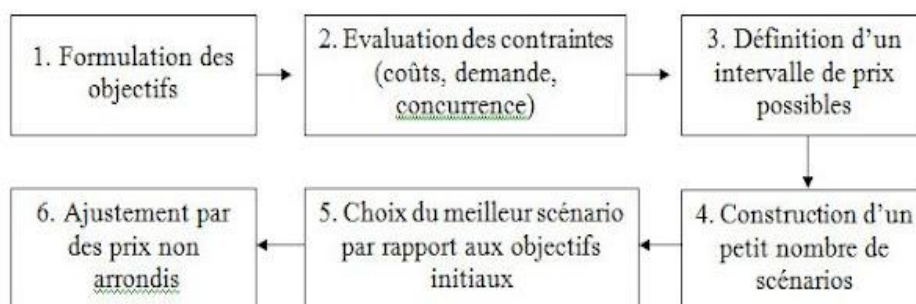 1. Formulation des
objectifs
2. Evaluation des contraintes
(coûts, demande,
concurrence)
3. Définition d'un
intervalle de prix
possibles
4. Construction d'un
petit nombre de
scénarios
5. Choix du meilleur scénario
par rapport aux objectifs
initiaux
6. Ajustement par
des prix non
arrondis